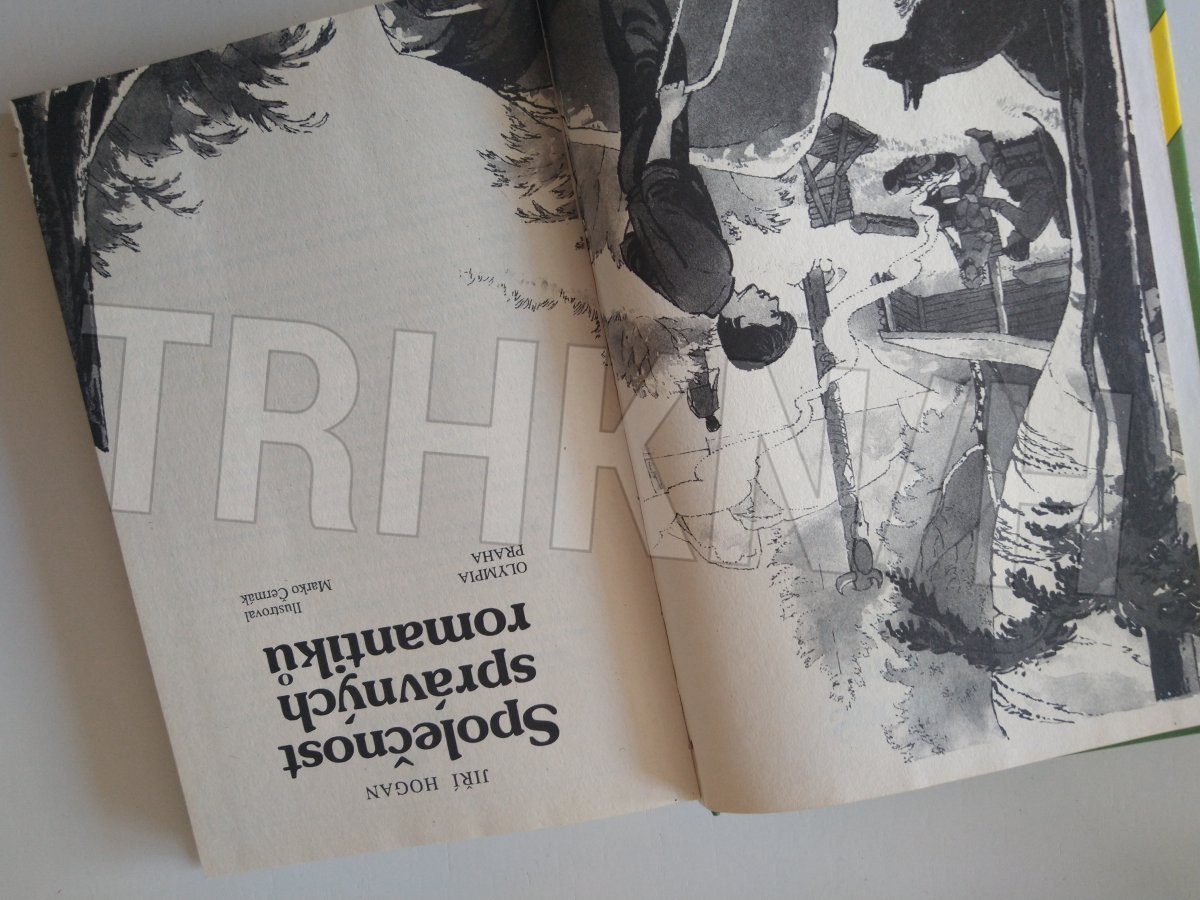 JIŘÍ HOGAN
Společnost
správných
romantiků
Ilustroval
Marko Čermák
OLYMPIA
PRAHA
TRHKNIH